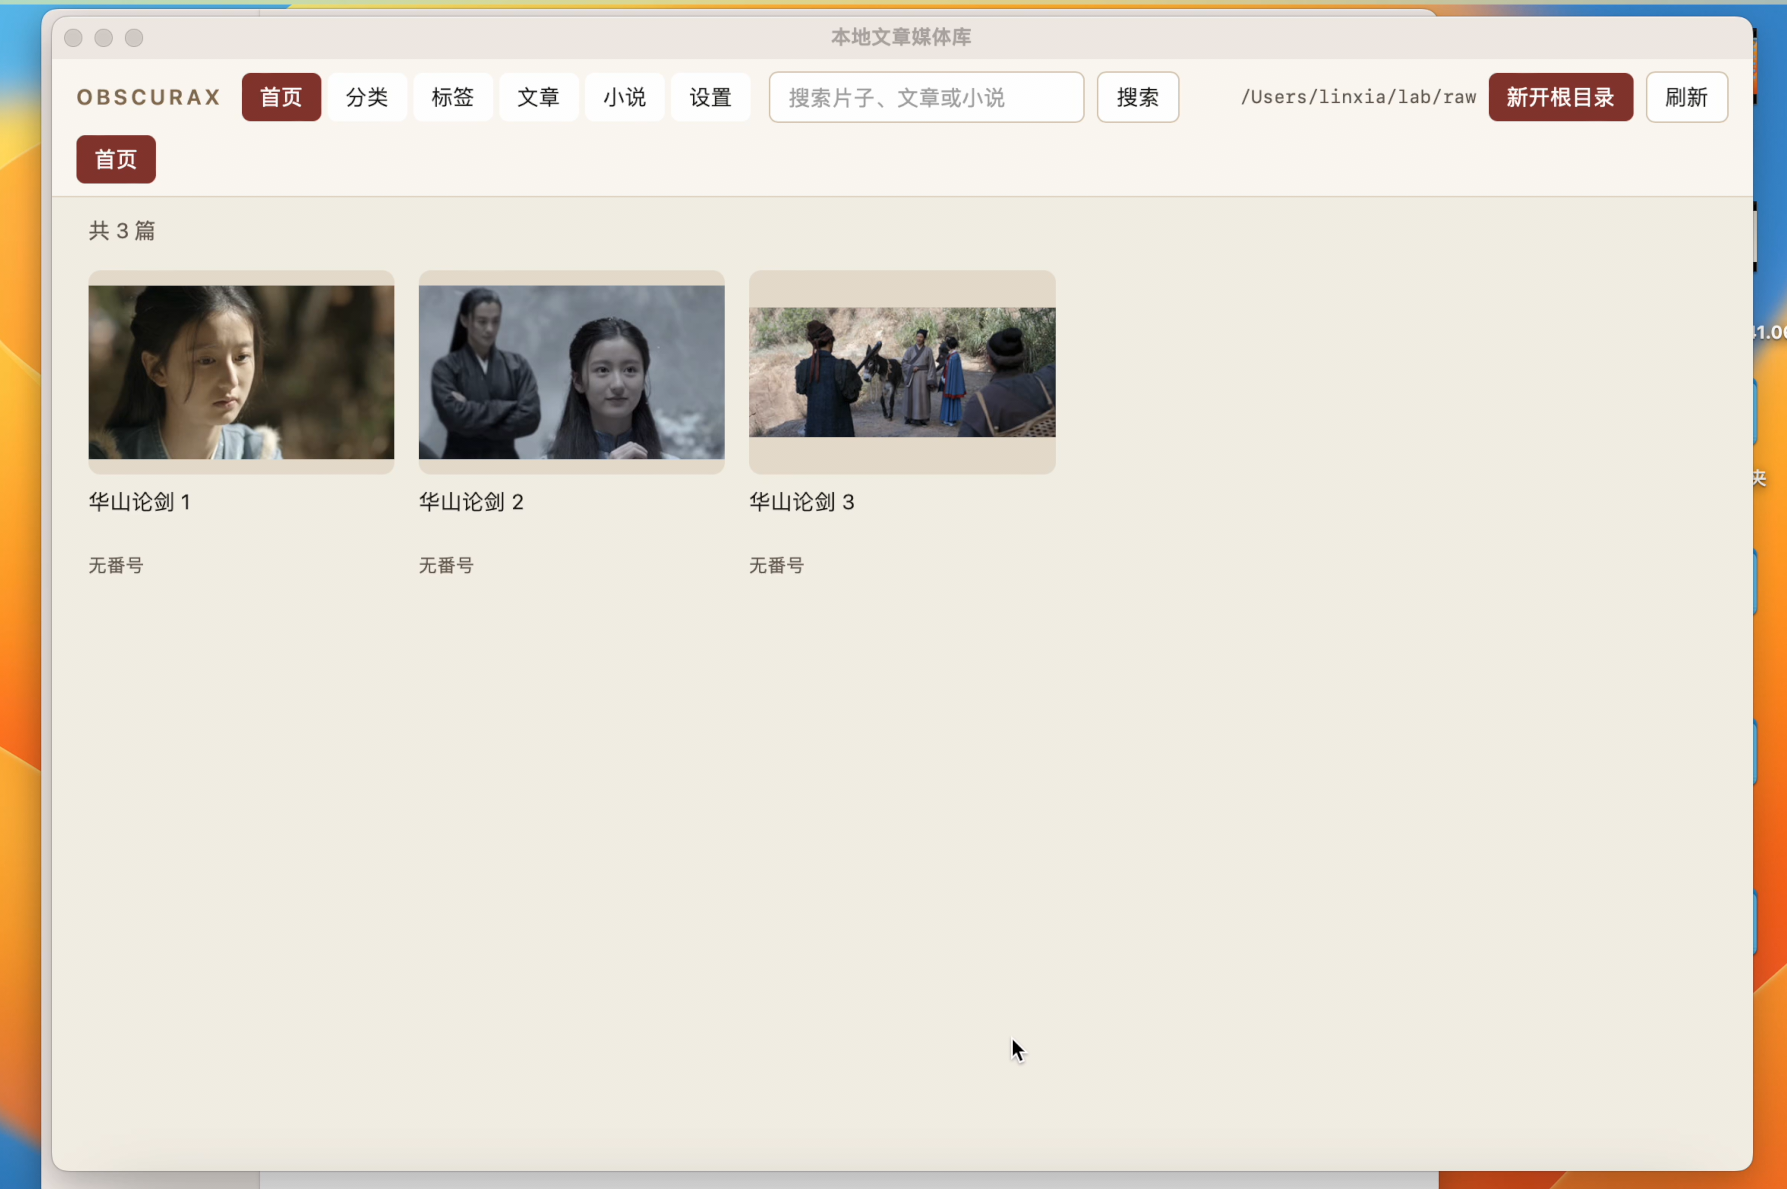 本地文章媒体库
OBSCURAX 首页 分类 标签 文章 小说 设置 搜索片子、文章或小说 搜索 /Users/linxia/lab/raw 新开根目录 刷新
首页
共 3 篇
华山论剑 1 华山论剑 2 华山论剑 3
无番号 无番号 无番号
夹